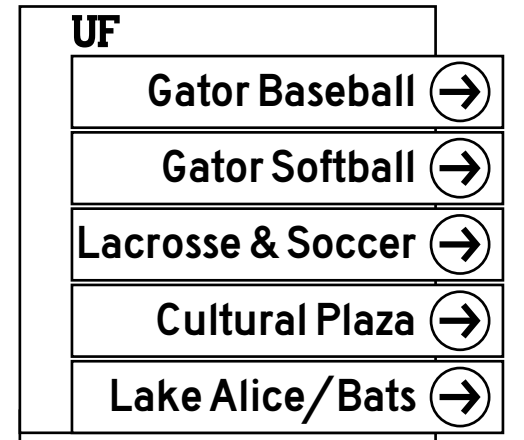 UF
Gator Baseball
Gator Softball
Lacrosse & Soccer
Cultural Plaza
Lake Alice/Bats